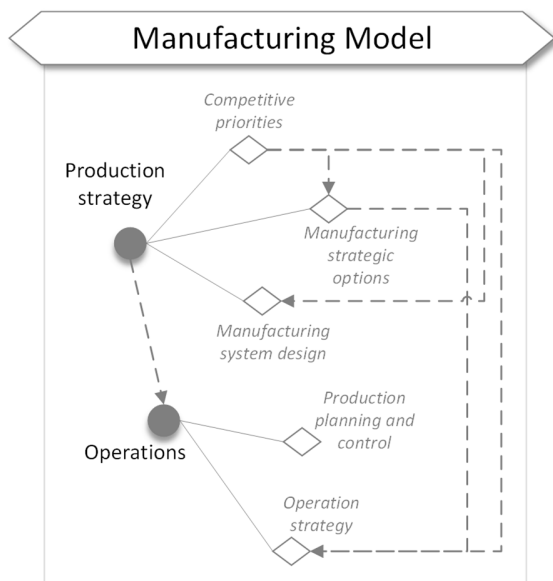 Manufacturing Model
Competitive
priorities
Production
strategy
Manufacturing
strategic
options
Manufacturing
system design
Production
planning and
control
Operations
Operation
strategy